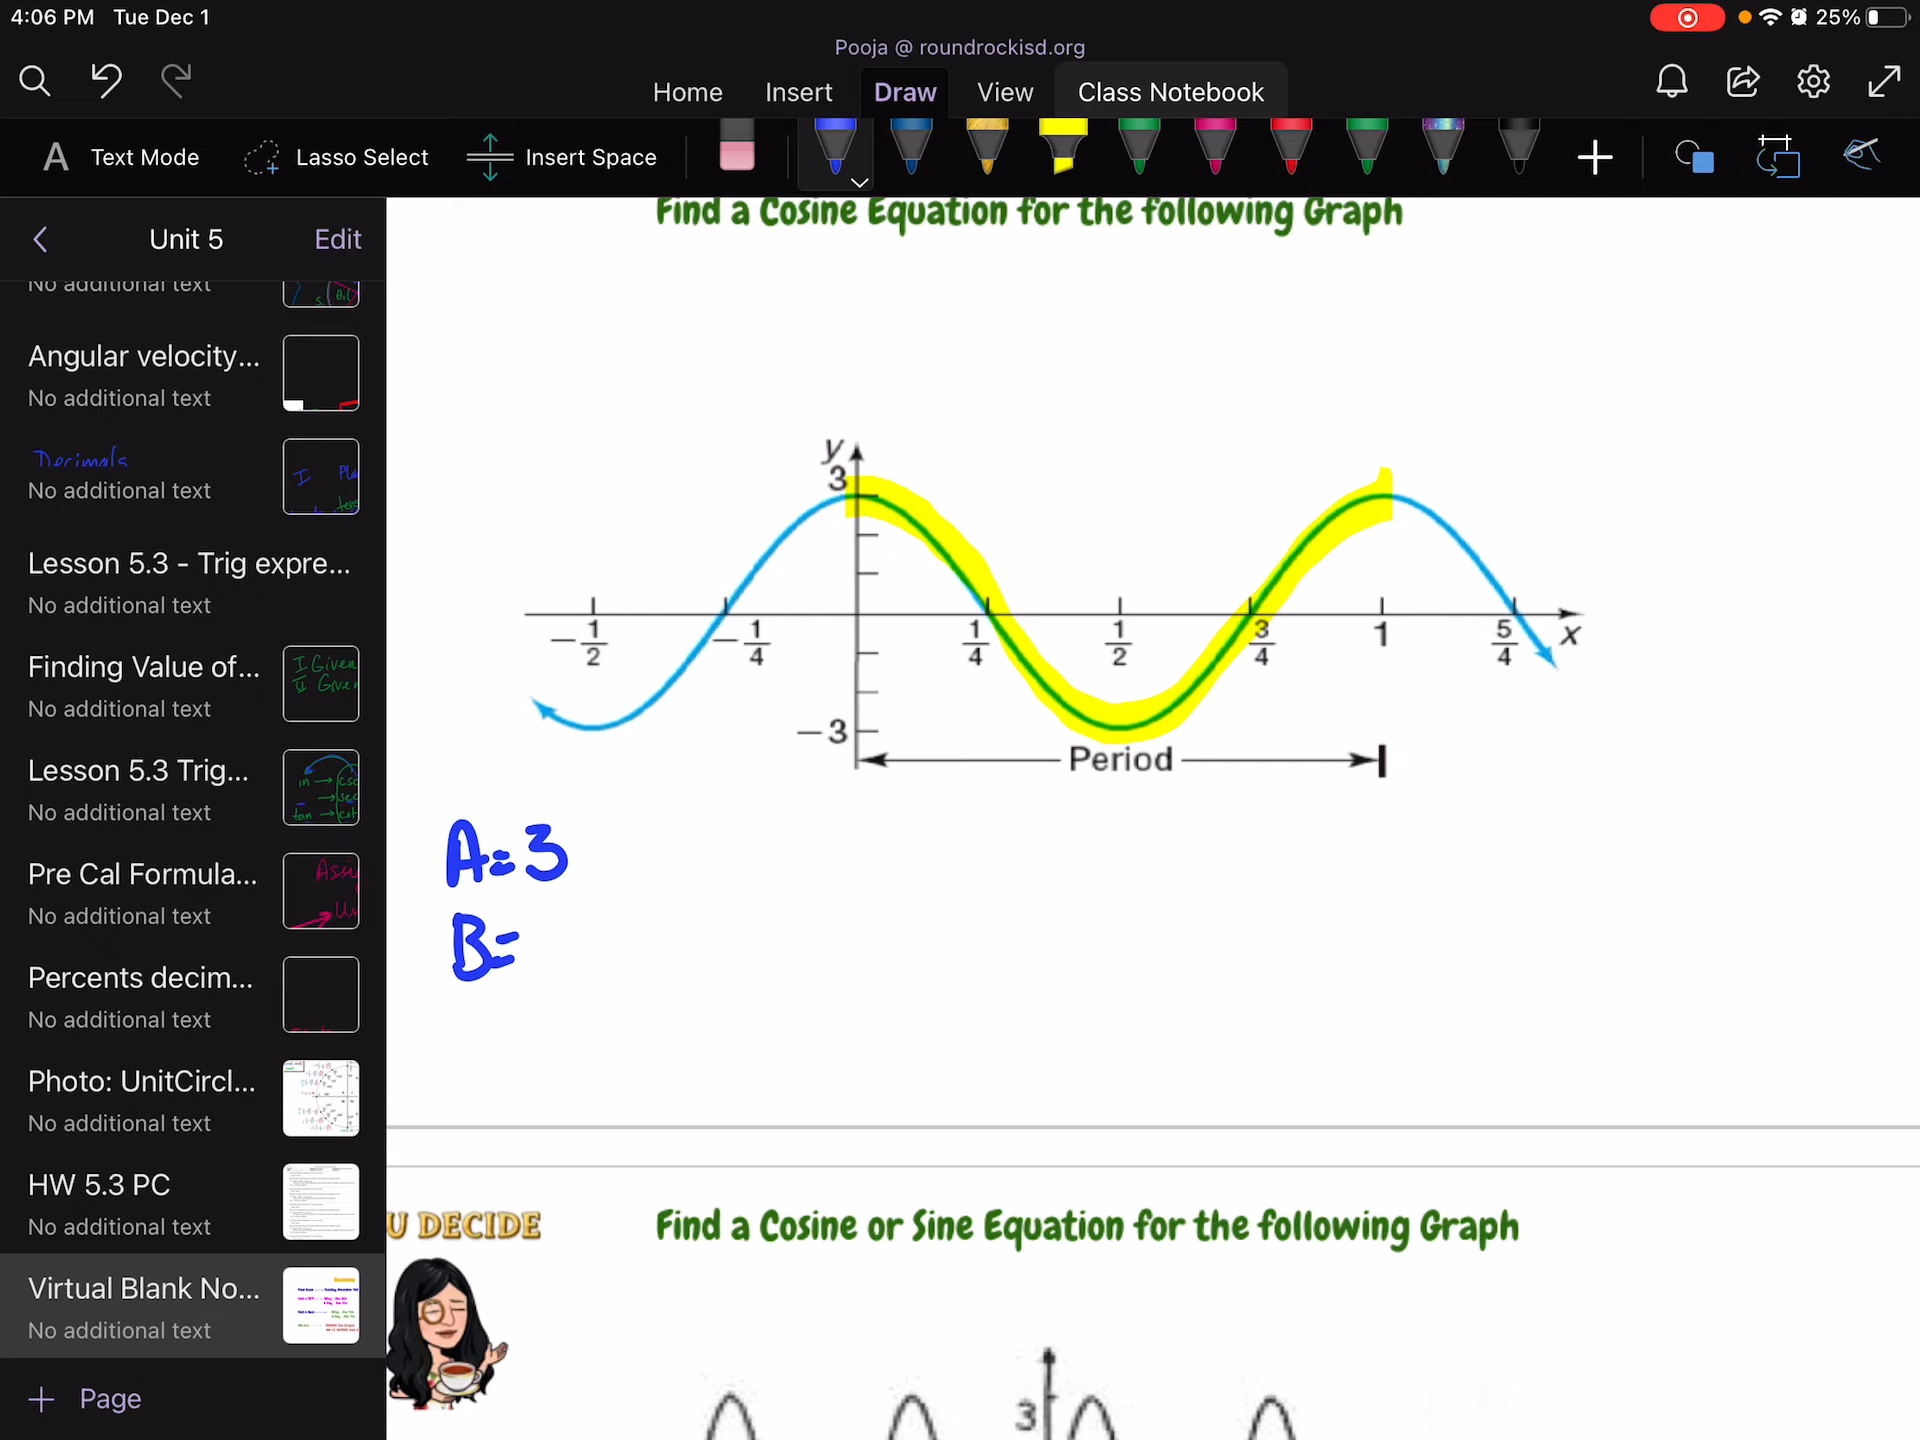 4:06 PM Tue Dec 1
25%
Pooja @ roundrockisd.org
Home Insert Draw View Class Notebook
A Text Mode Lasso Select Insert Space
Unit 5 Edit
No additional text
Angular velocity...
No additional text
Decimals
No additional text
Lesson 5.3 - Trig expre...
No additional text
Finding Value of...
No additional text
Lesson 5.3 Trig...
No additional text
Pre Cal Formula...
No additional text
Percents decim...
No additional text
Photo: UnitCircl...
No additional text
HW 5.3 PC
No additional text
Virtual Blank No...
No additional text
+ Page
Find a Cosine Equation for the following Graph
y
3
−1/2 −1/4 1/4 1/2 3/4 1 5/4 x
−3
Period
A=3
B=
U DECIDE
Find a Cosine or Sine Equation for the following Graph
3